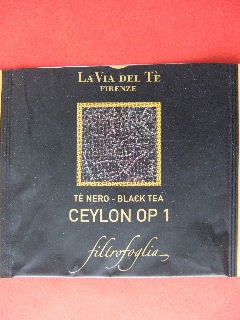 LA VIA DEL TÈ
FIRENZE
TÈ NERO - BLACK TEA
CEYLON OP 1
filtrofoglia